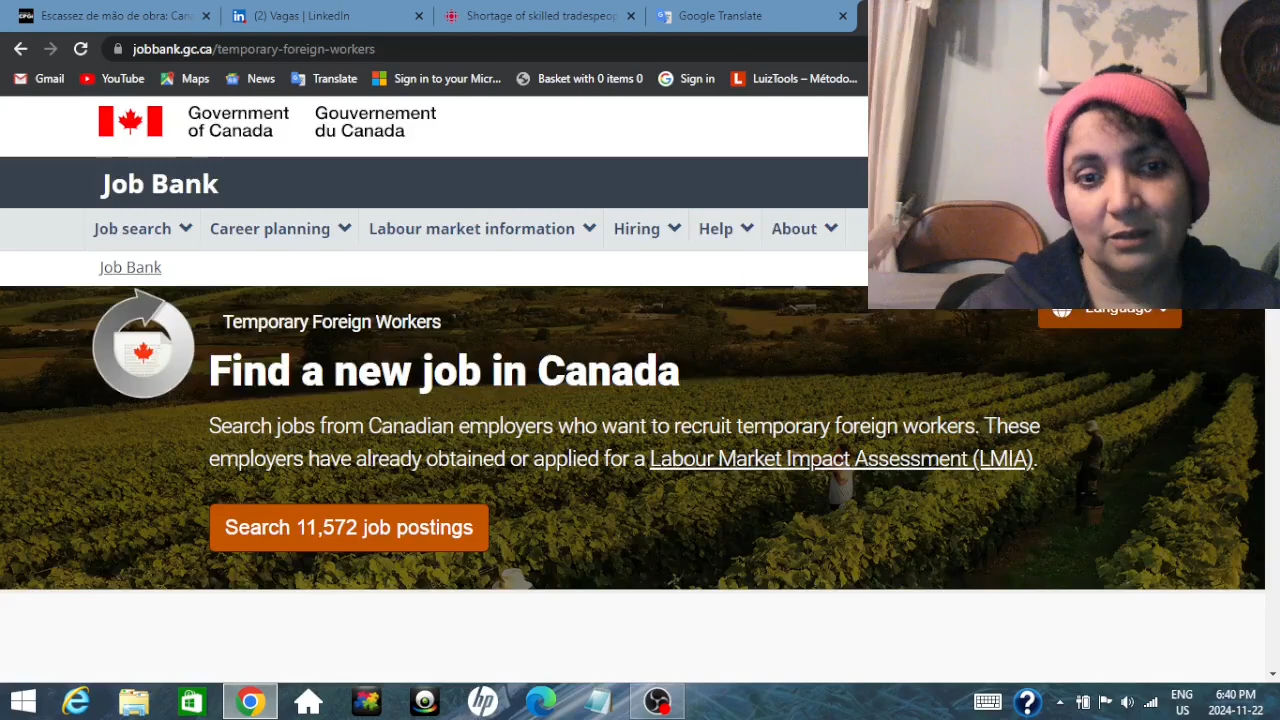 Escassez de mão de obra: Can
(2) Vagas | LinkedIn
Shortage of skilled tradespeop
Google Translate
jobbank.gc.ca/temporary-foreign-workers
Gmail
YouTube
Maps
News
Translate
Sign in to your Micr...
Basket with 0 items 0
Sign in
LuizTools – Método...
Government
of Canada
Gouvernement
du Canada
Job Bank
Job search
Career planning
Labour market information
Hiring
Help
About
Job Bank
Temporary Foreign Workers
Language
Find a new job in Canada
Search jobs from Canadian employers who want to recruit temporary foreign workers. These
employers have already obtained or applied for a Labour Market Impact Assessment (LMIA).
Search 11,572 job postings
ENG
US
6:40 PM
2024-11-22